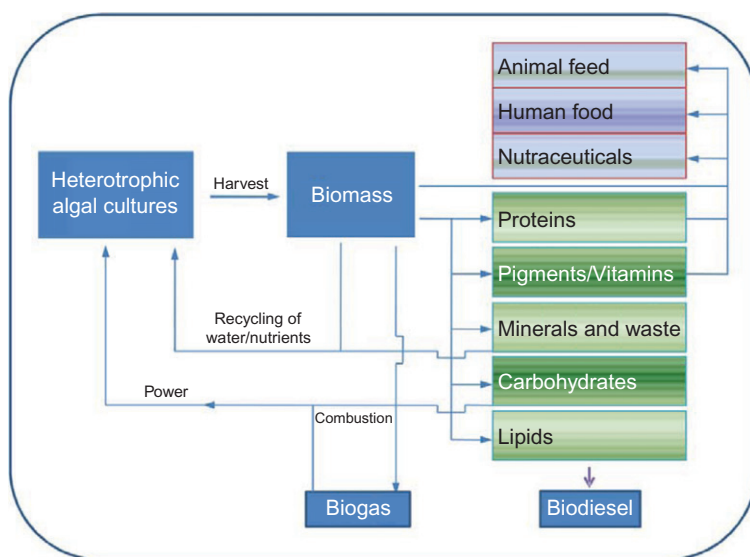 Animal feed
Human food
Nutraceuticals
Heterotrophic
algal cultures
Harvest
Biomass
Proteins
Pigments/Vitamins
Minerals and waste
Carbohydrates
Lipids
Recycling of
water/nutrients
Power
Combustion
Biogas
Biodiesel